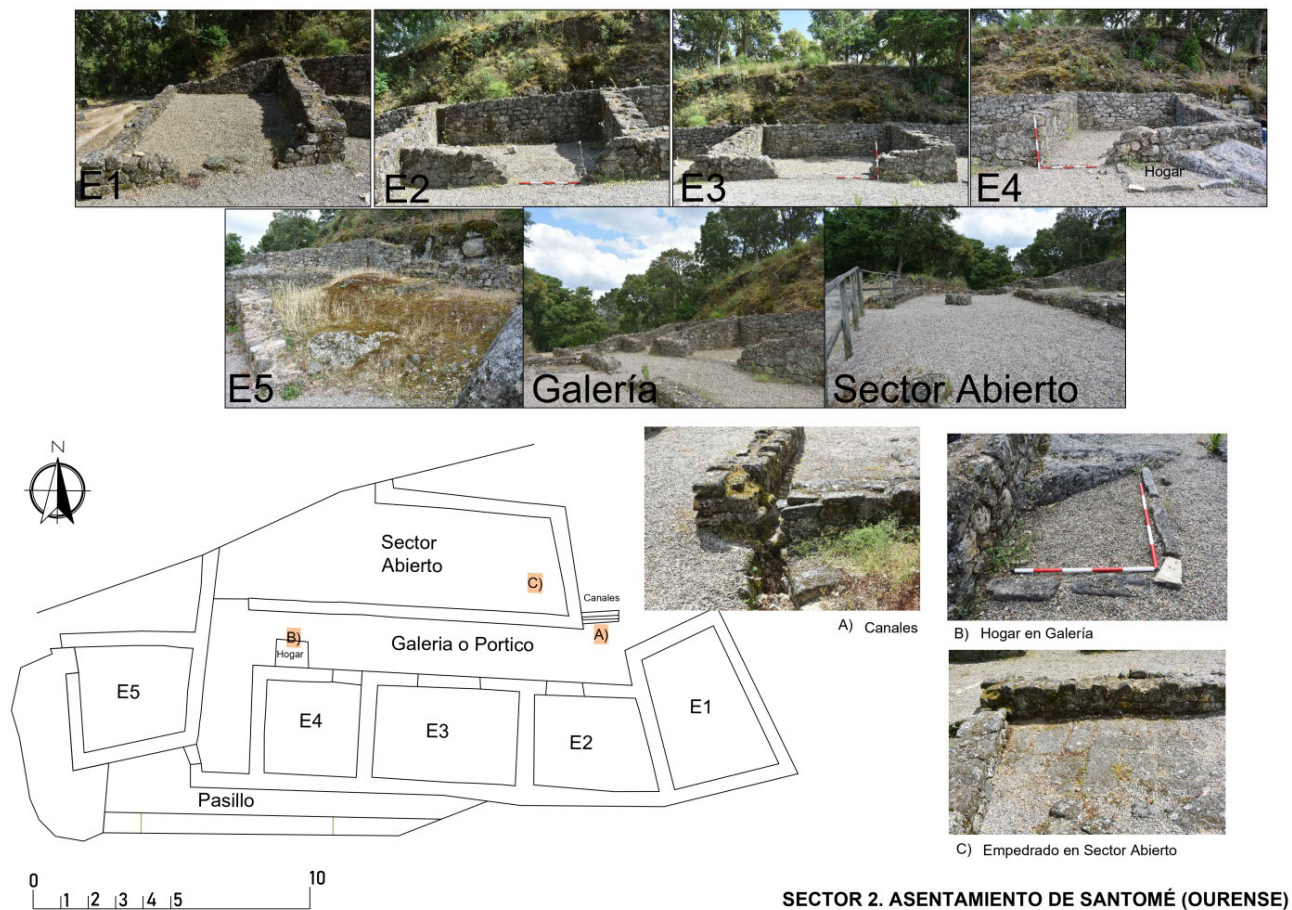 E1
E2
E3
E4
Hogar
E5
Galería
Sector Abierto
N
Sector
Abierto
C)
Canales
A)
B)
Hogar
Galeria o Portico
E5
E4
E3
E2
E1
Pasillo
A) Canales
B) Hogar en Galería
C) Empedrado en Sector Abierto
0
1
2
3
4
5
10
SECTOR 2. ASENTAMIENTO DE SANTOMÉ (OURENSE)